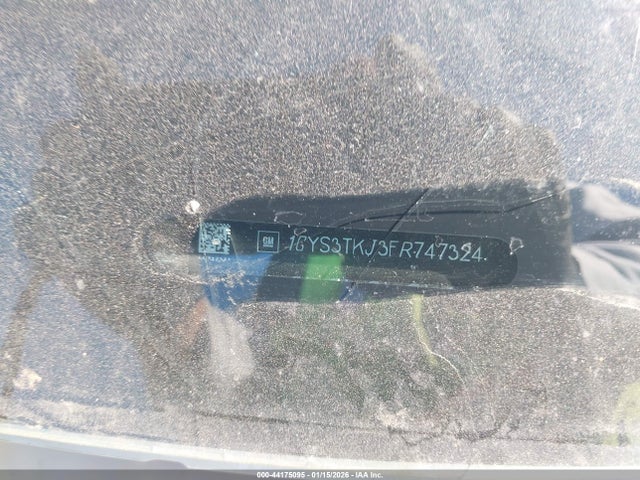 GM 1GYS3TKJ3FR747324
000-44175095 - 01/15/2026 - IAA Inc.